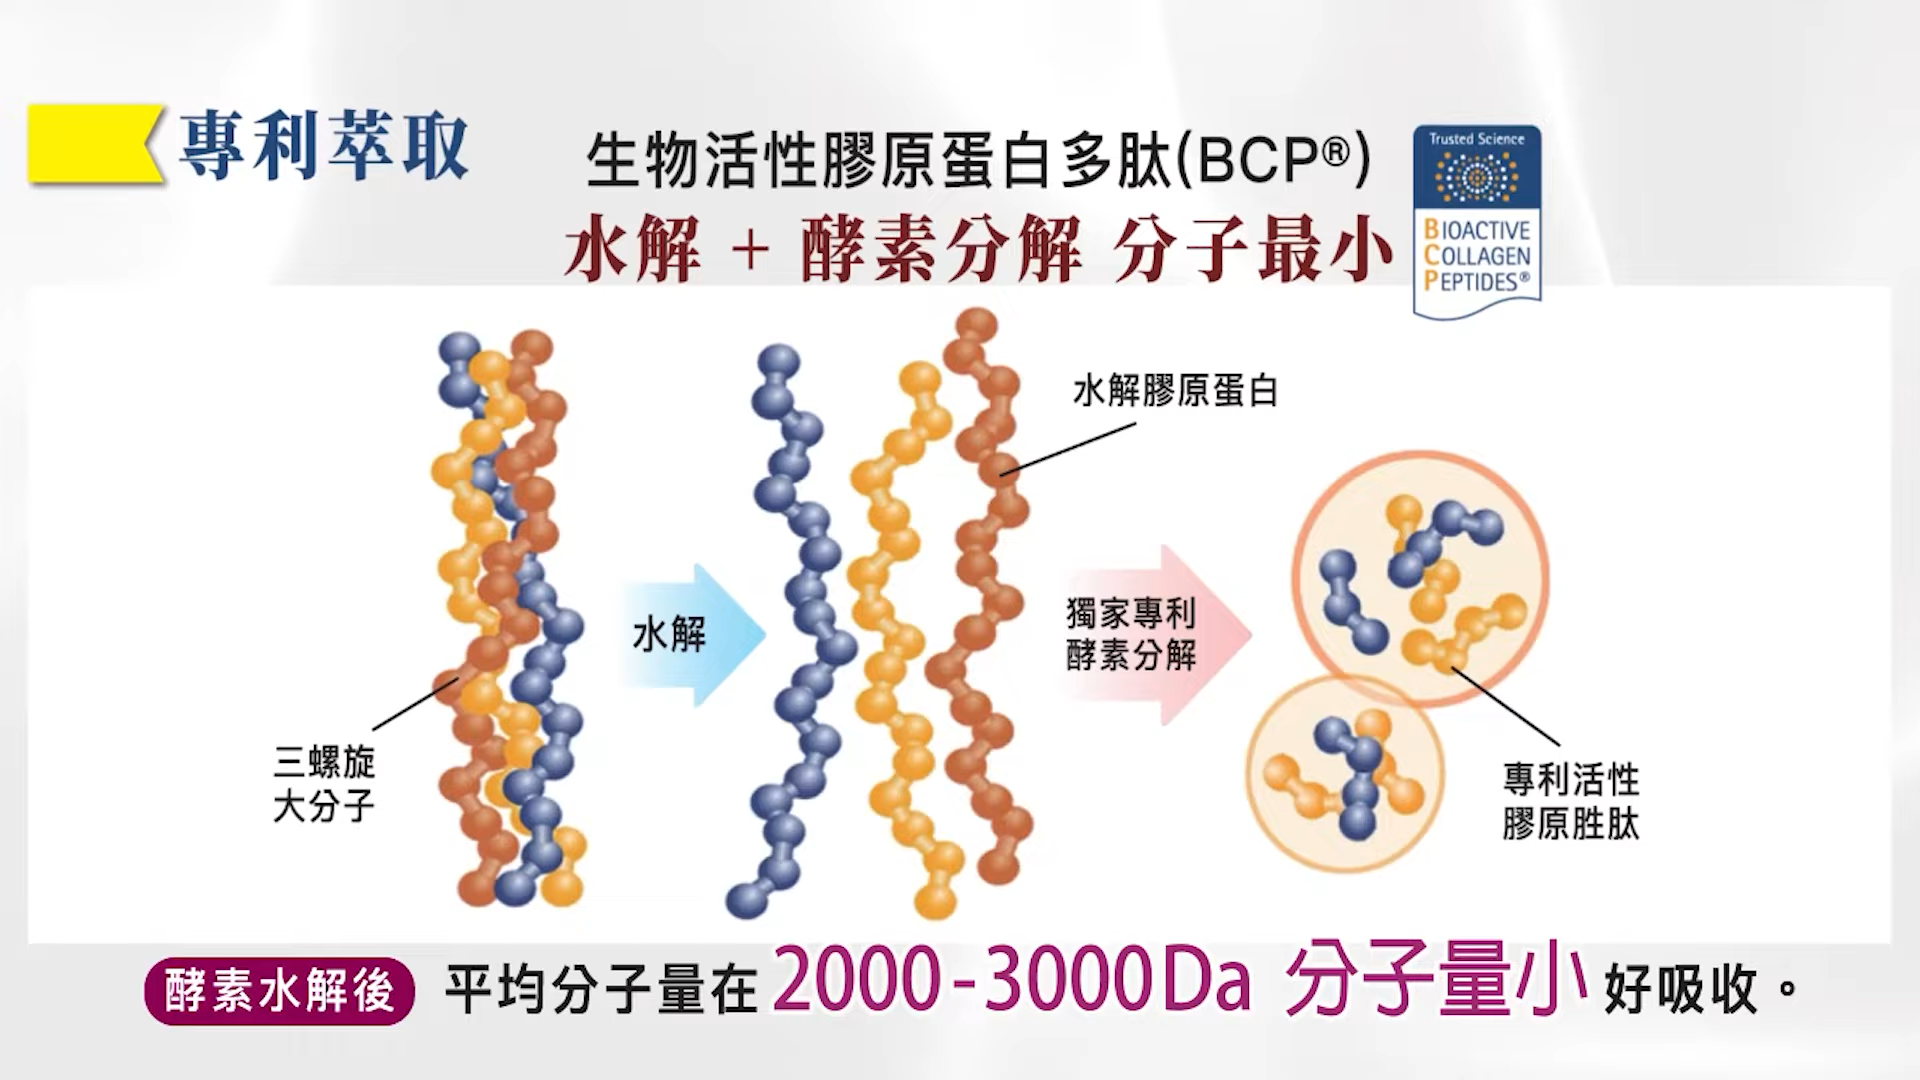 專利萃取
生物活性膠原蛋白多肽(BCP®)
水解 + 酵素分解 分子最小
Trusted Science
BIOACTIVE
COLLAGEN
PEPTIDES®
水解膠原蛋白
水解
獨家專利
酵素分解
三螺旋
大分子
專利活性
膠原胜肽
酵素水解後 平均分子量在 2000-3000Da 分子量小 好吸收。